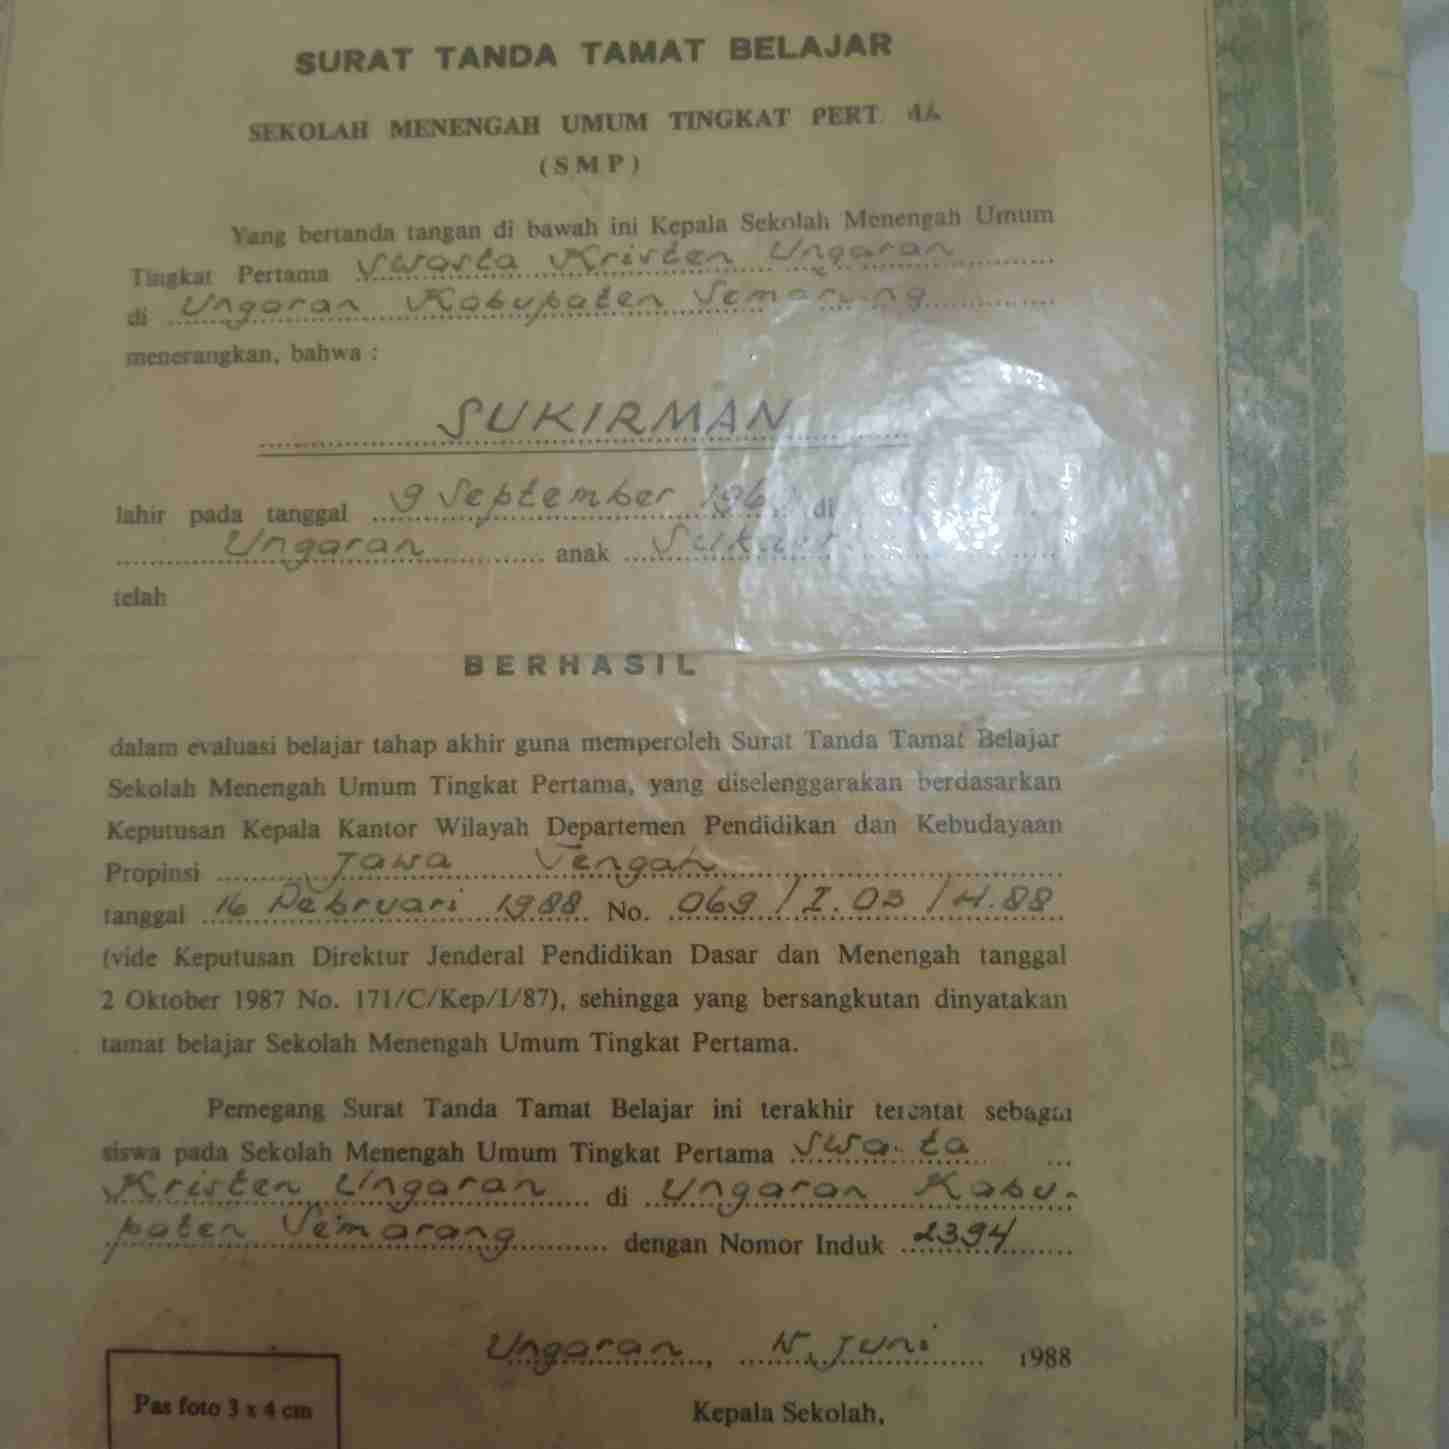 SURAT TANDA TAMAT BELAJAR
SEKOLAH MENENGAH UMUM TINGKAT
(SMP)
Yang bertanda tangan di bawah ini Kepala Sekolah Menengah Umum
Tingkat Pertama Swasta Kristen Ungaran
di Ungaran Kabupaten Semarang
menerangkan, bahwa :
SUKIRMAN
lahir pada tanggal 9 September di
Ungaran anak
telah
BERHASIL
dalam evaluasi belajar tahap akhir guna memperoleh Surat Tanda Tamat Belajar
Sekolah Menengah Umum Tingkat Pertama, yang diselenggarakan berdasarkan
Keputusan Kepala Kantor Wilayah Departemen Pendidikan dan Kebudayaan
Propinsi Jawa Tengah
tanggal 16 Pebruari 1988 No. 069/I.03/H.88
(vide Keputusan Direktur Jenderal Pendidikan Dasar dan Menengah tanggal
2 Oktober 1987 No. 171/C/Kep/I/87), sehingga yang bersangkutan dinyatakan
tamat belajar Sekolah Menengah Umum Tingkat Pertama.
Pemegang Surat Tanda Tamat Belajar ini terakhir tercatat sebagai
siswa pada Sekolah Menengah Umum Tingkat Pertama Swasta
Kristen Ungaran di Ungaran Kabu-
paten Semarang dengan Nomor Induk 2394
Ungaran, 15 Juni 1988
Pas foto 3 x 4 cm
Kepala Sekolah,